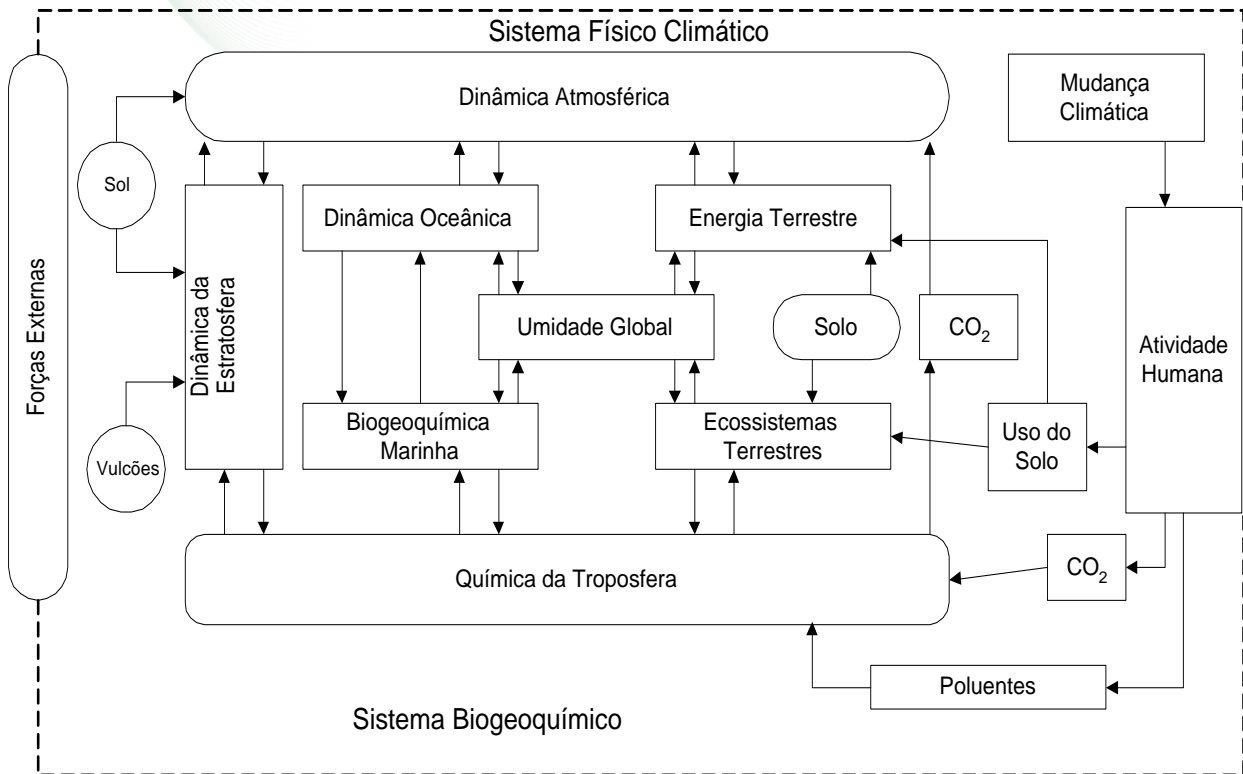 Sistema Físico Climático
Dinâmica Atmosférica
Mudança
Climática
Sol
Dinâmica Oceânica
Energia Terrestre
Forças Externas
Dinâmica da
Estratosfera
Umidade Global
Solo
CO₂
Atividade
Humana
Biogeoquímica
Marinha
Ecossistemas
Terrestres
Uso do
Solo
Vulcões
Química da Troposfera
CO₂
Poluentes
Sistema Biogeoquímico